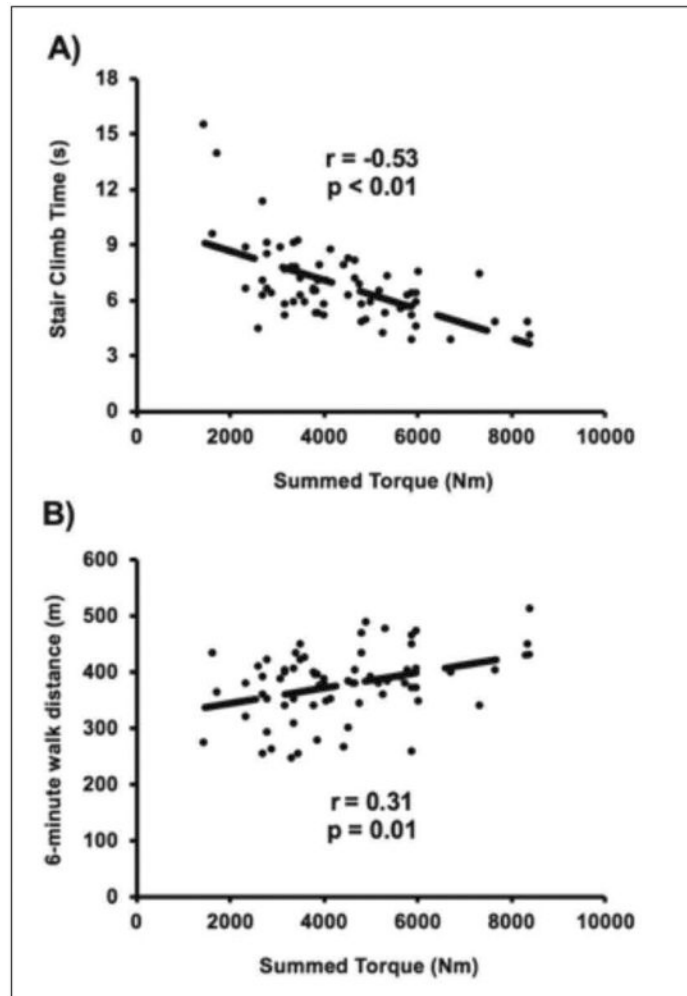 A)
18
15
12
9
6
3
0
Stair Climb Time (s)
r = -0.53
p < 0.01
0 2000 4000 6000 8000 10000
Summed Torque (Nm)
B)
600
500
400
300
200
100
0
6-minute walk distance (m)
r = 0.31
p = 0.01
0 2000 4000 6000 8000 10000
Summed Torque (Nm)